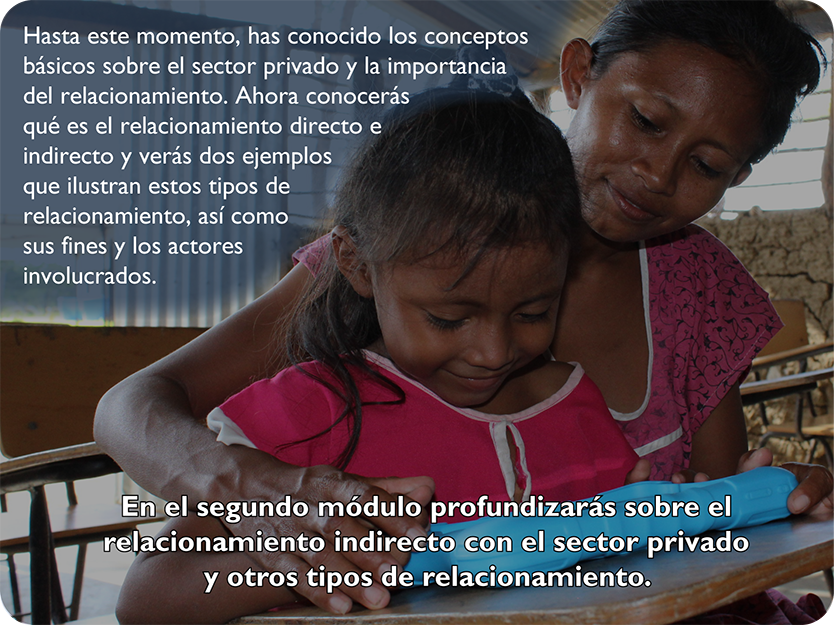 Hasta este momento, has conocido los conceptos
básicos sobre el sector privado y la importancia
del relacionamiento. Ahora conocerás
qué es el relacionamiento directo e
indirecto y verás dos ejemplos
que ilustran estos tipos de
relacionamiento, así como
sus fines y los actores
involucrados.
En el segundo módulo profundizarás sobre el
relacionamiento indirecto con el sector privado
y otros tipos de relacionamiento.